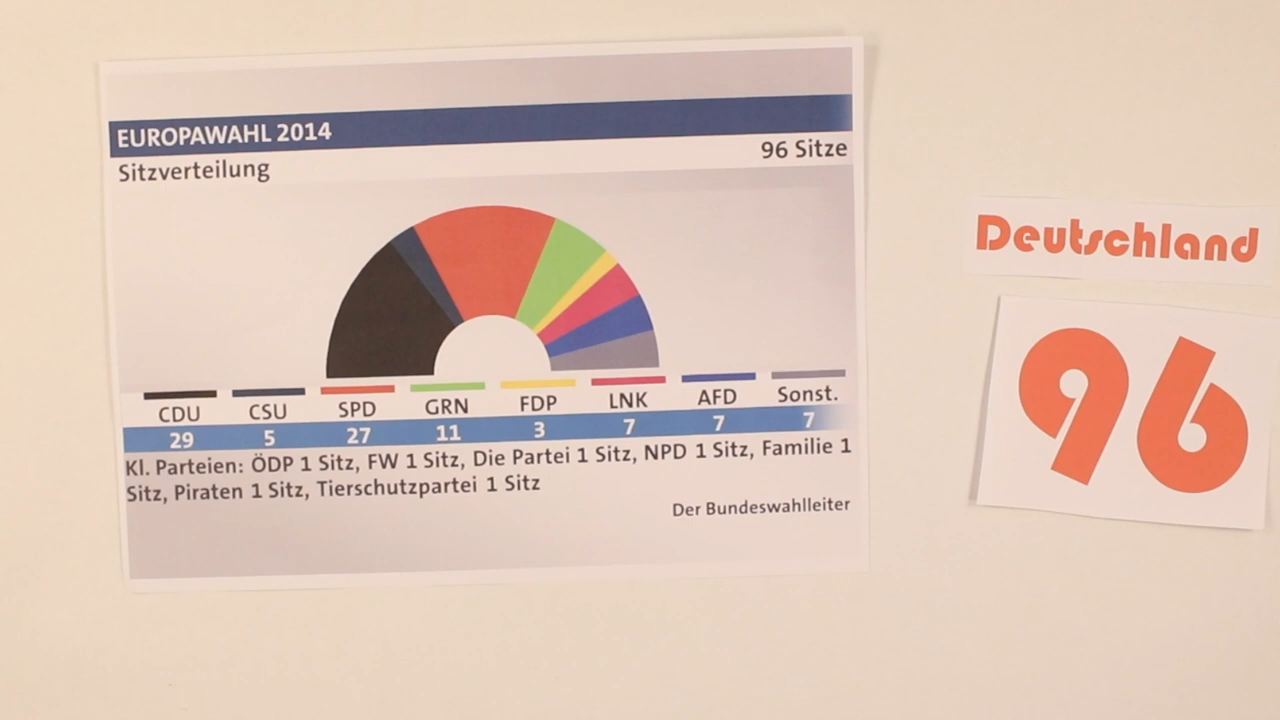 EUROPAWAHL 2014
Sitzverteilung
96 Sitze
CDU CSU SPD GRN FDP LNK AFD Sonst.
29 5 27 11 3 7 7 7
Kl. Parteien: ÖDP 1 Sitz, FW 1 Sitz, Die Partei 1 Sitz, NPD 1 Sitz, Familie 1
Sitz, Piraten 1 Sitz, Tierschutzpartei 1 Sitz
Der Bundeswahlleiter
Deutschland
96